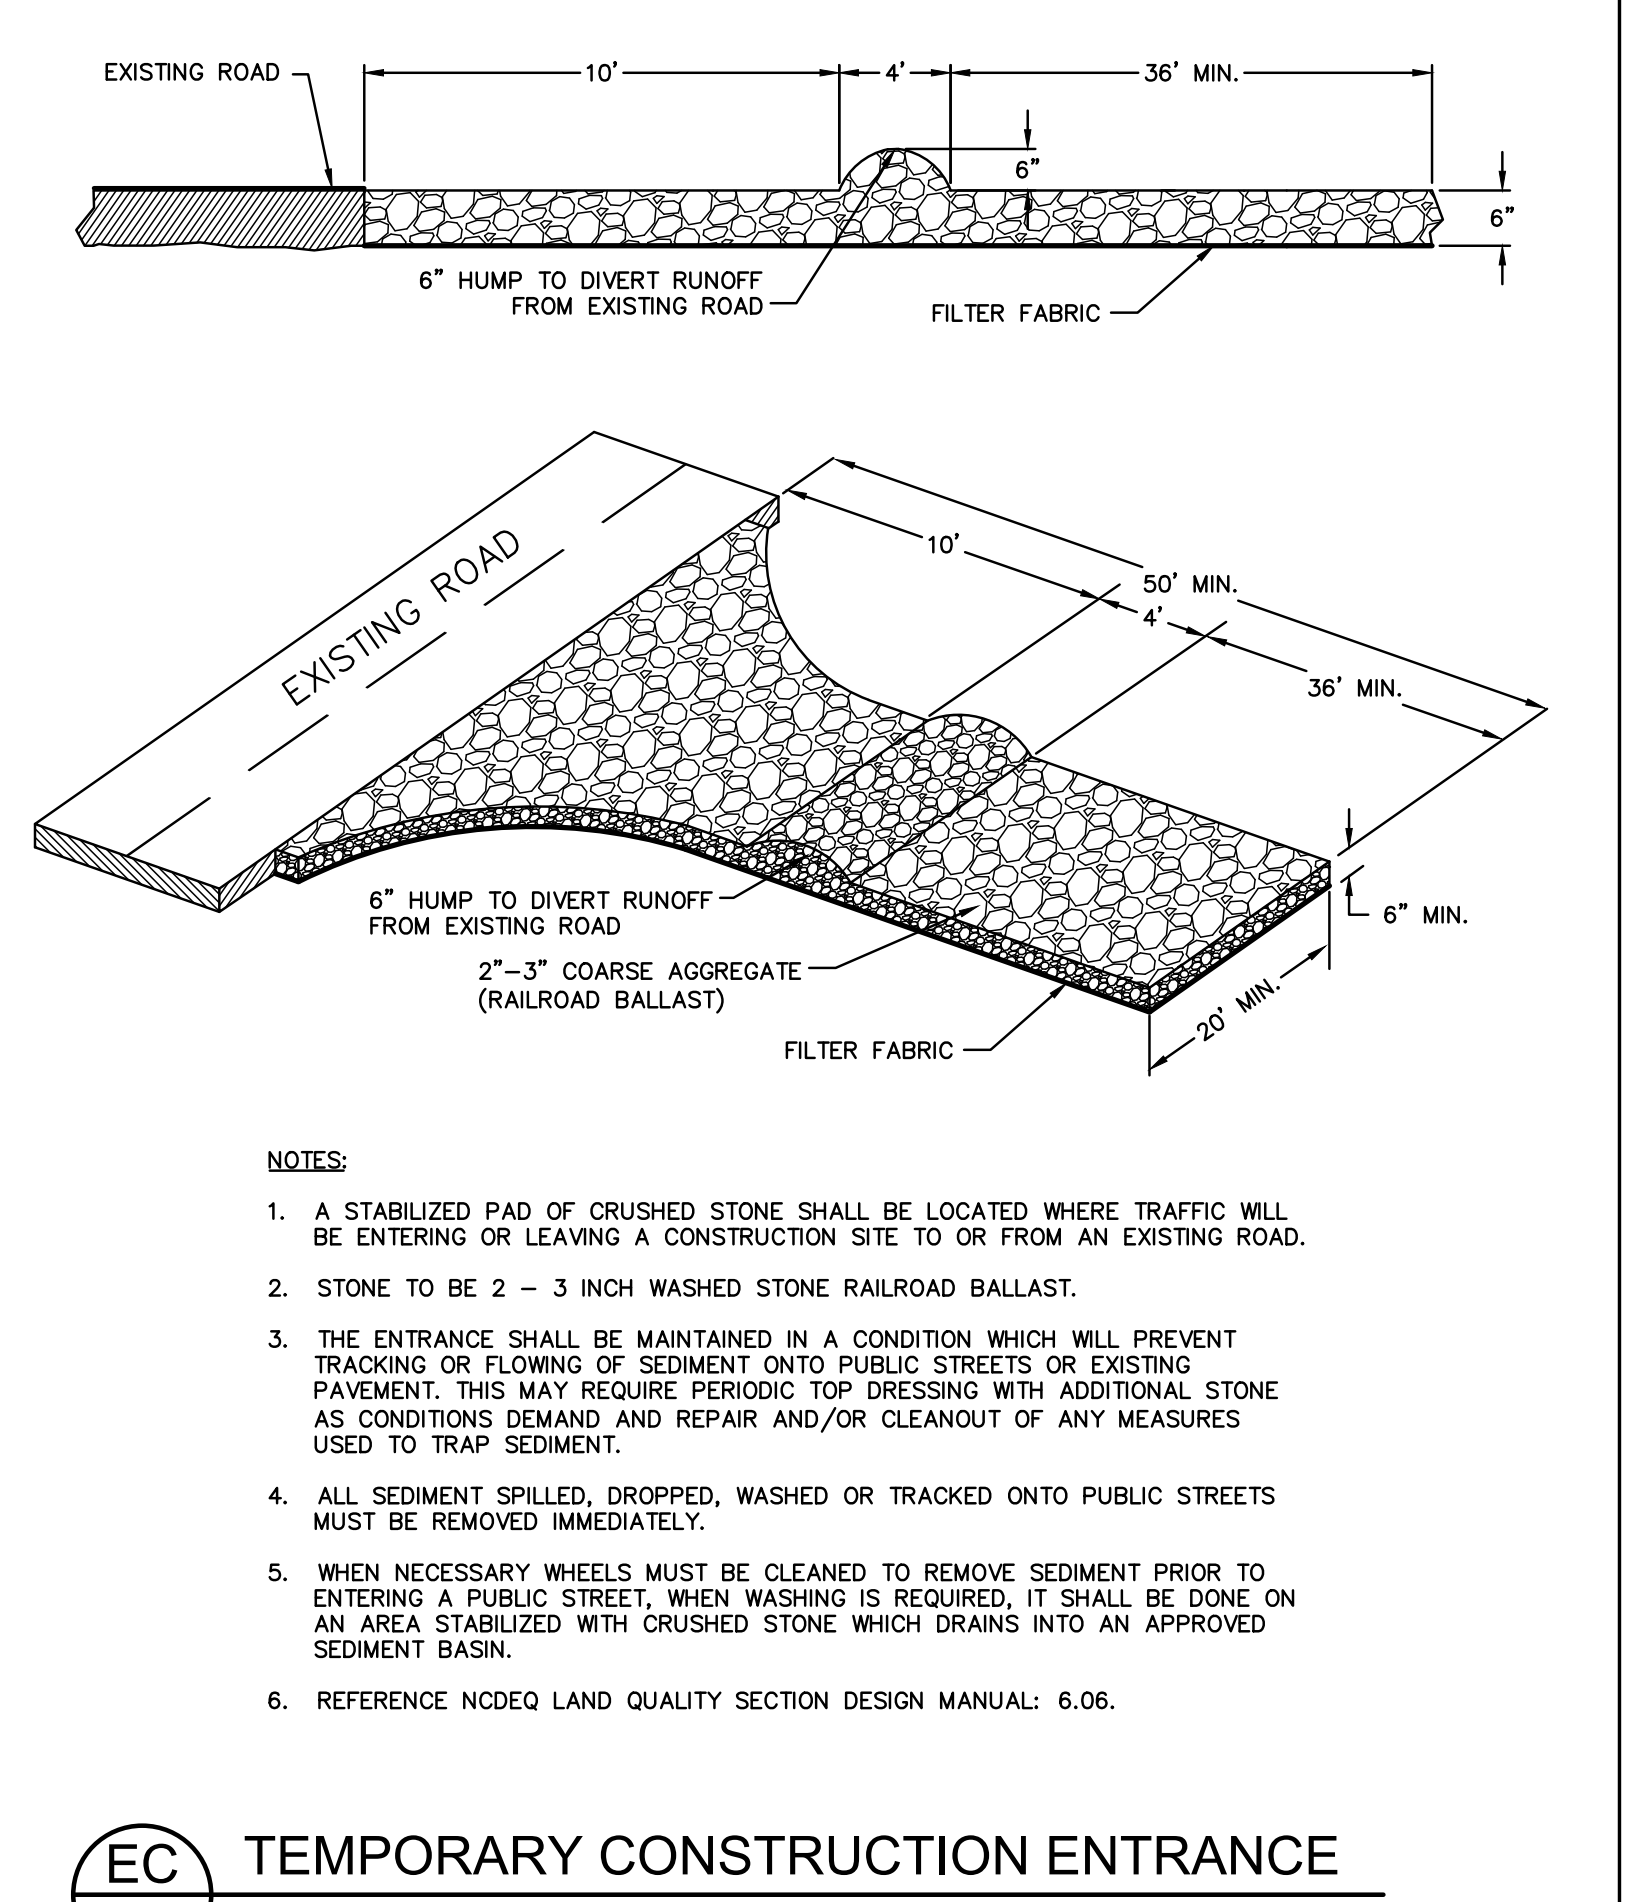 EXISTING ROAD
10'
4'
36' MIN.
6"
6"
6" HUMP TO DIVERT RUNOFF
FROM EXISTING ROAD
FILTER FABRIC
EXISTING ROAD
10'
50' MIN.
4'
36' MIN.
6" HUMP TO DIVERT RUNOFF
FROM EXISTING ROAD
6" MIN.
2"-3" COARSE AGGREGATE
(RAILROAD BALLAST)
20' MIN.
FILTER FABRIC
NOTES:
1. A STABILIZED PAD OF CRUSHED STONE SHALL BE LOCATED WHERE TRAFFIC WILL
BE ENTERING OR LEAVING A CONSTRUCTION SITE TO OR FROM AN EXISTING ROAD.
2. STONE TO BE 2 – 3 INCH WASHED STONE RAILROAD BALLAST.
3. THE ENTRANCE SHALL BE MAINTAINED IN A CONDITION WHICH WILL PREVENT
TRACKING OR FLOWING OF SEDIMENT ONTO PUBLIC STREETS OR EXISTING
PAVEMENT. THIS MAY REQUIRE PERIODIC TOP DRESSING WITH ADDITIONAL STONE
AS CONDITIONS DEMAND AND REPAIR AND/OR CLEANOUT OF ANY MEASURES
USED TO TRAP SEDIMENT.
4. ALL SEDIMENT SPILLED, DROPPED, WASHED OR TRACKED ONTO PUBLIC STREETS
MUST BE REMOVED IMMEDIATELY.
5. WHEN NECESSARY WHEELS MUST BE CLEANED TO REMOVE SEDIMENT PRIOR TO
ENTERING A PUBLIC STREET, WHEN WASHING IS REQUIRED, IT SHALL BE DONE ON
AN AREA STABILIZED WITH CRUSHED STONE WHICH DRAINS INTO AN APPROVED
SEDIMENT BASIN.
6. REFERENCE NCDEQ LAND QUALITY SECTION DESIGN MANUAL: 6.06.
EC
TEMPORARY CONSTRUCTION ENTRANCE